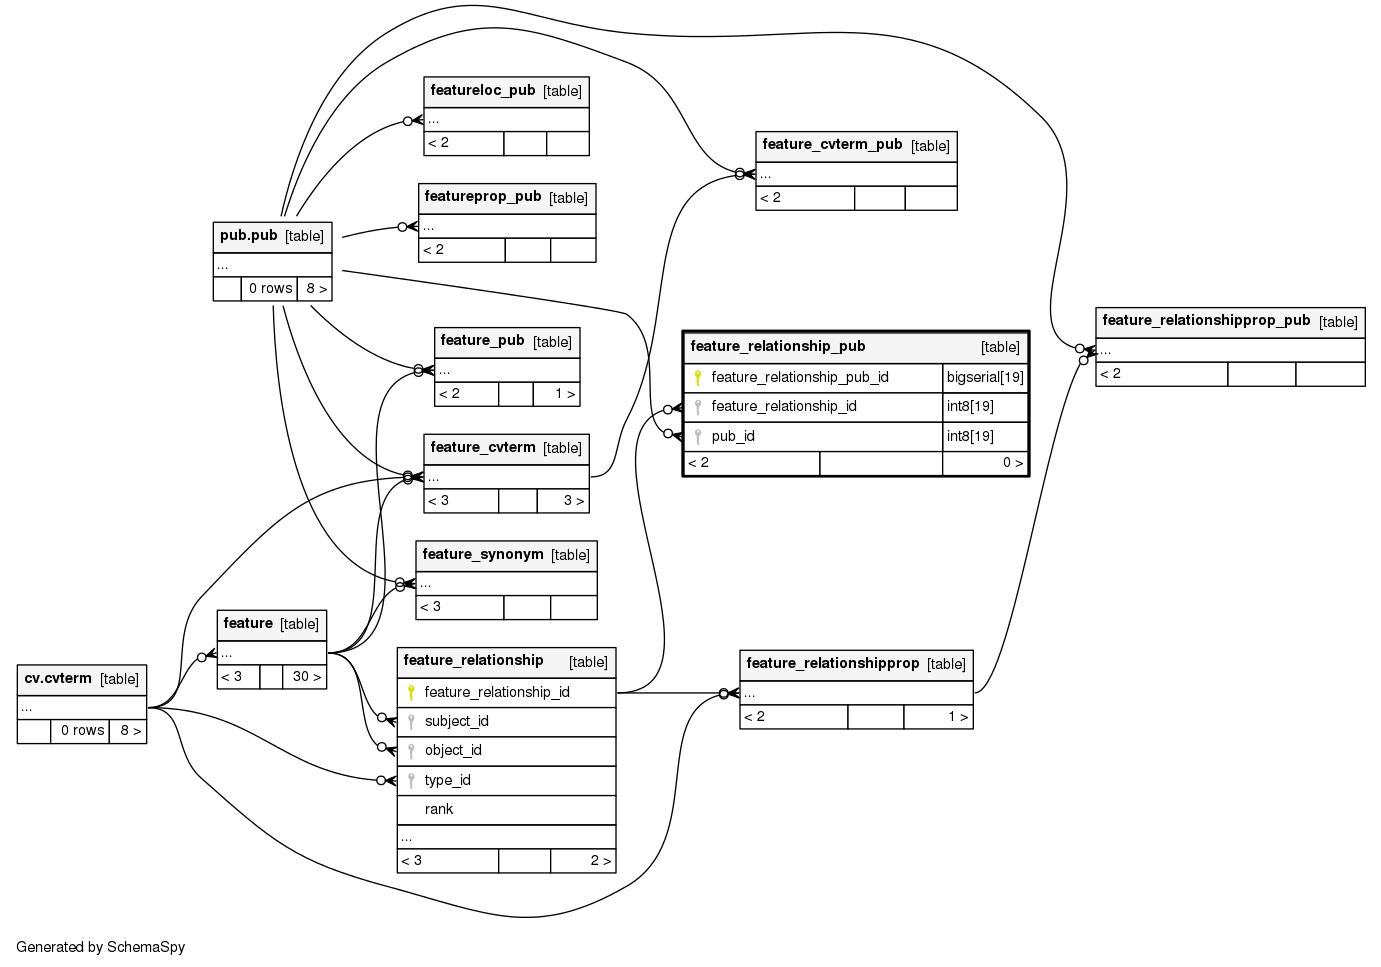 featureloc_pub [table]
...
< 2
feature_cvterm_pub [table]
...
< 2
featureprop_pub [table]
...
< 2
pub.pub [table]
...
0 rows 8 >
feature_relationshipprop_pub [table]
...
< 2
feature_pub [table]
...
< 2 1 >
feature_relationship_pub [table]
feature_relationship_pub_id bigserial[19]
feature_relationship_id int8[19]
pub_id int8[19]
< 2 0 >
feature_cvterm [table]
...
< 3 3 >
feature_synonym [table]
...
< 3
feature [table]
...
< 3 30 >
cv.cvterm [table]
...
0 rows 8 >
feature_relationship [table]
feature_relationship_id
subject_id
object_id
type_id
rank
...
< 3 2 >
feature_relationshipprop [table]
...
< 2 1 >
Generated by SchemaSpy